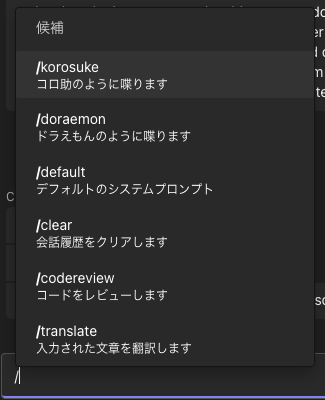 候補
/korosuke
コロ助のように喋ります
/doraemon
ドラえもんのように喋ります
/default
デフォルトのシステムプロンプト
/clear
会話履歴をクリアします
/codereview
コードをレビューします
/translate
入力された文章を翻訳します
/